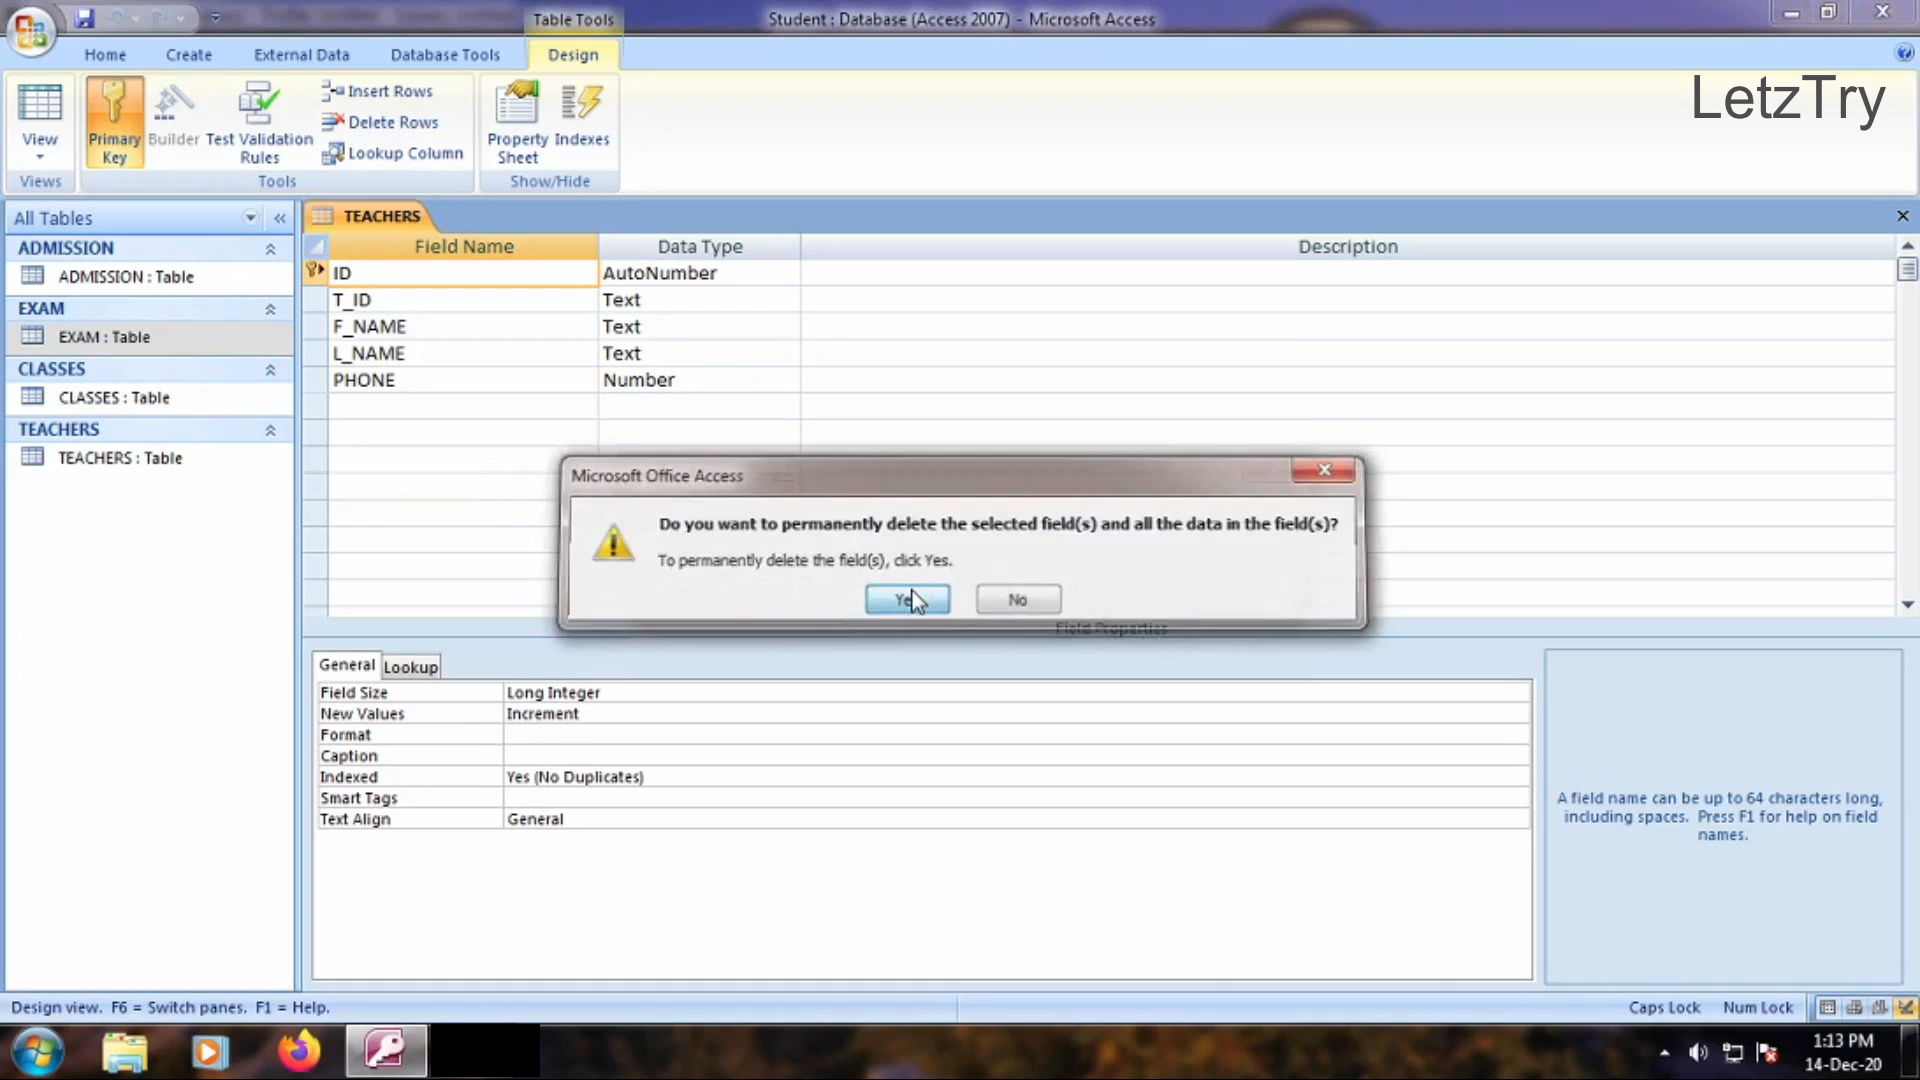 Table Tools
Student : Database (Access 2007) - Microsoft Access
Home
Create
External Data
Database Tools
Design
View
Primary
Key
Builder
Test Validation
Rules
Insert Rows
Delete Rows
Lookup Column
Property
Sheet
Indexes
Views
Tools
Show/Hide
LetzTry
All Tables
ADMISSION
ADMISSION : Table
EXAM
EXAM : Table
CLASSES
CLASSES : Table
TEACHERS
TEACHERS : Table
TEACHERS
Field Name
Data Type
Description
ID
AutoNumber
T_ID
Text
F_NAME
Text
L_NAME
Text
PHONE
Number
Microsoft Office Access
Do you want to permanently delete the selected field(s) and all the data in the field(s)?
To permanently delete the field(s), click Yes.
Yes
No
Field Properties
General
Lookup
Field Size
Long Integer
New Values
Increment
Format
Caption
Indexed
Yes (No Duplicates)
Smart Tags
Text Align
General
A field name can be up to 64 characters long,
including spaces. Press F1 for help on field
names.
Design view. F6 = Switch panes. F1 = Help.
Caps Lock
Num Lock
1:13 PM
14-Dec-20